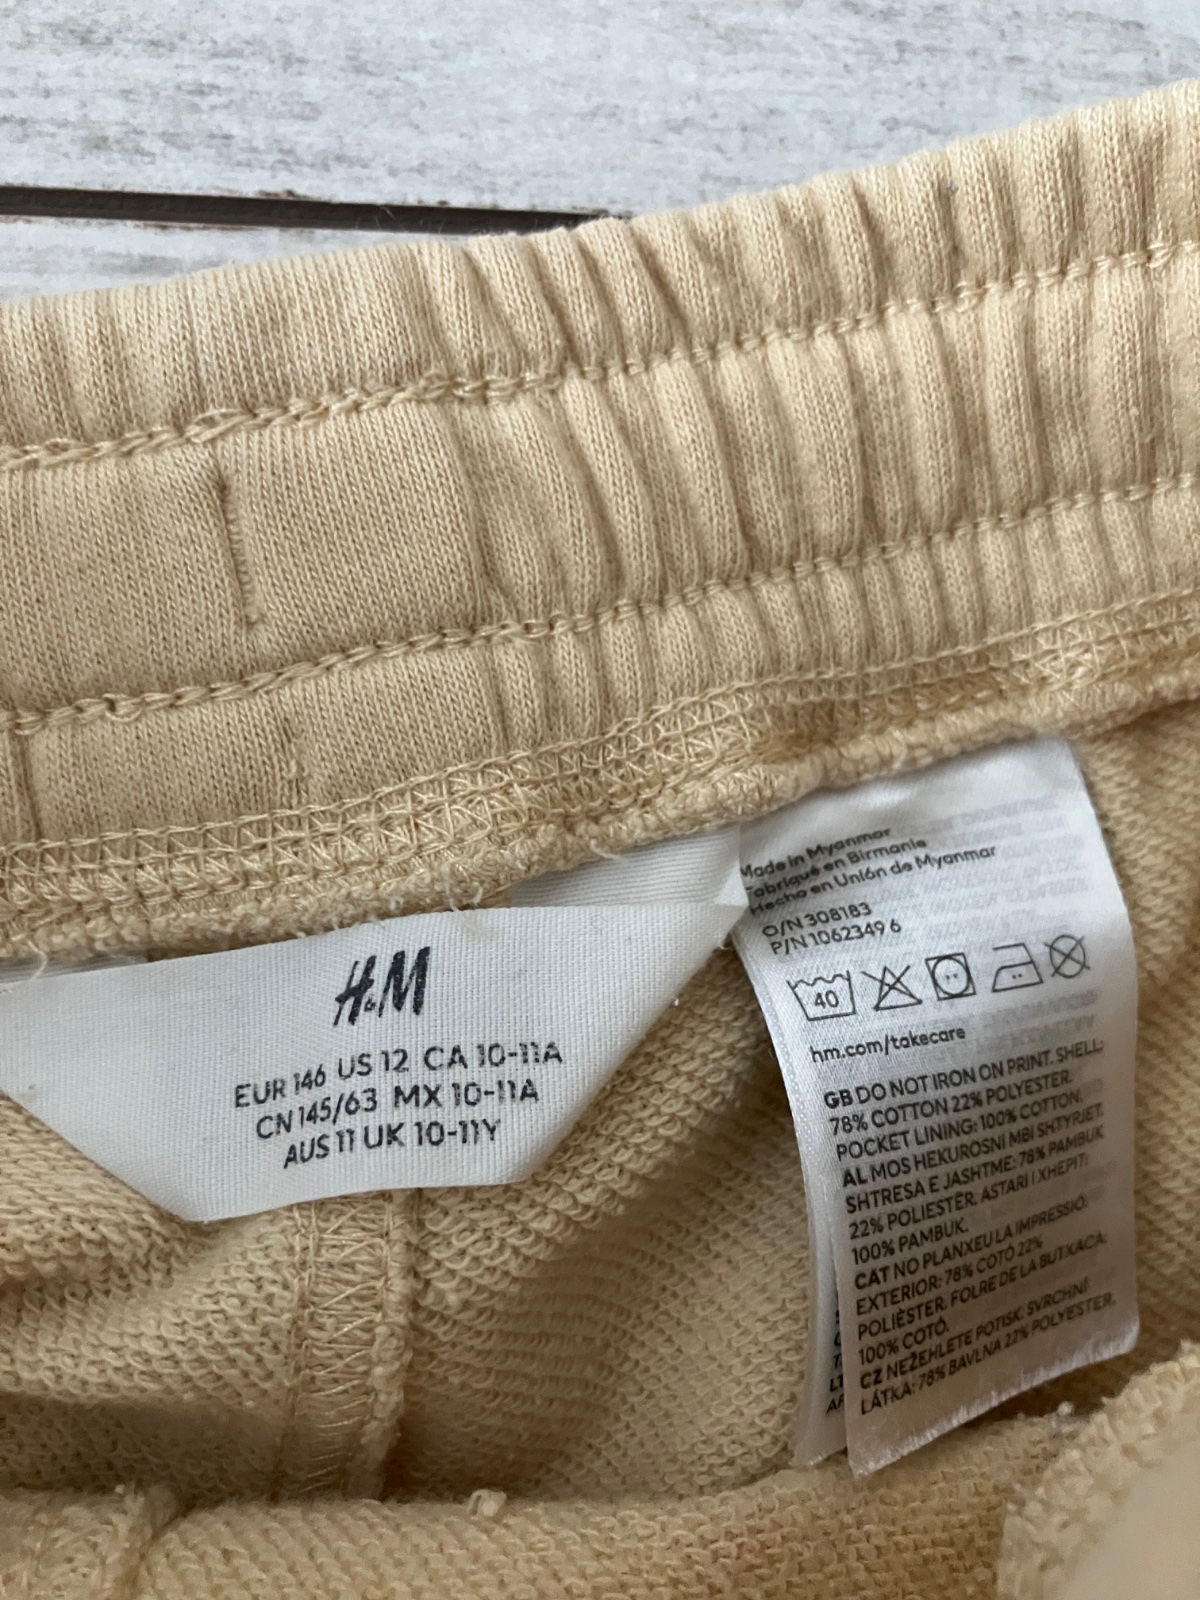 H&M
EUR 146 US 12 CA 10-11A
CN 145/63 MX 10-11A
AUS 11 UK 10-11Y
Made in Myanmar
Fabriqué en Birmanie
Hecho en Unión de Myanmar
O/N 308183
P/N 1062349 6
40
hm.com/takecare
GB DO NOT IRON ON PRINT. SHELL:
78% COTTON 22% POLYESTER.
POCKET LINING: 100% COTTON.
AL MOS HEKUROSNI MBI SHTYPJET.
SHTRESA E JASHTME: 78% PAMBUK
22% POLIESTËR. ASTARI I XHEPIT:
100% PAMBUK.
CAT NO PLANXEU LA IMPRESSIÓ.
EXTERIOR: 78% COTÓ 22%
POLIÈSTER. FOLRE DE LA BUTXACA:
100% COTÓ.
CZ NEŽEHLETE POTISK. SVRCHNÍ
LÁTKA: 78% BAVLNA 22% POLYESTER.